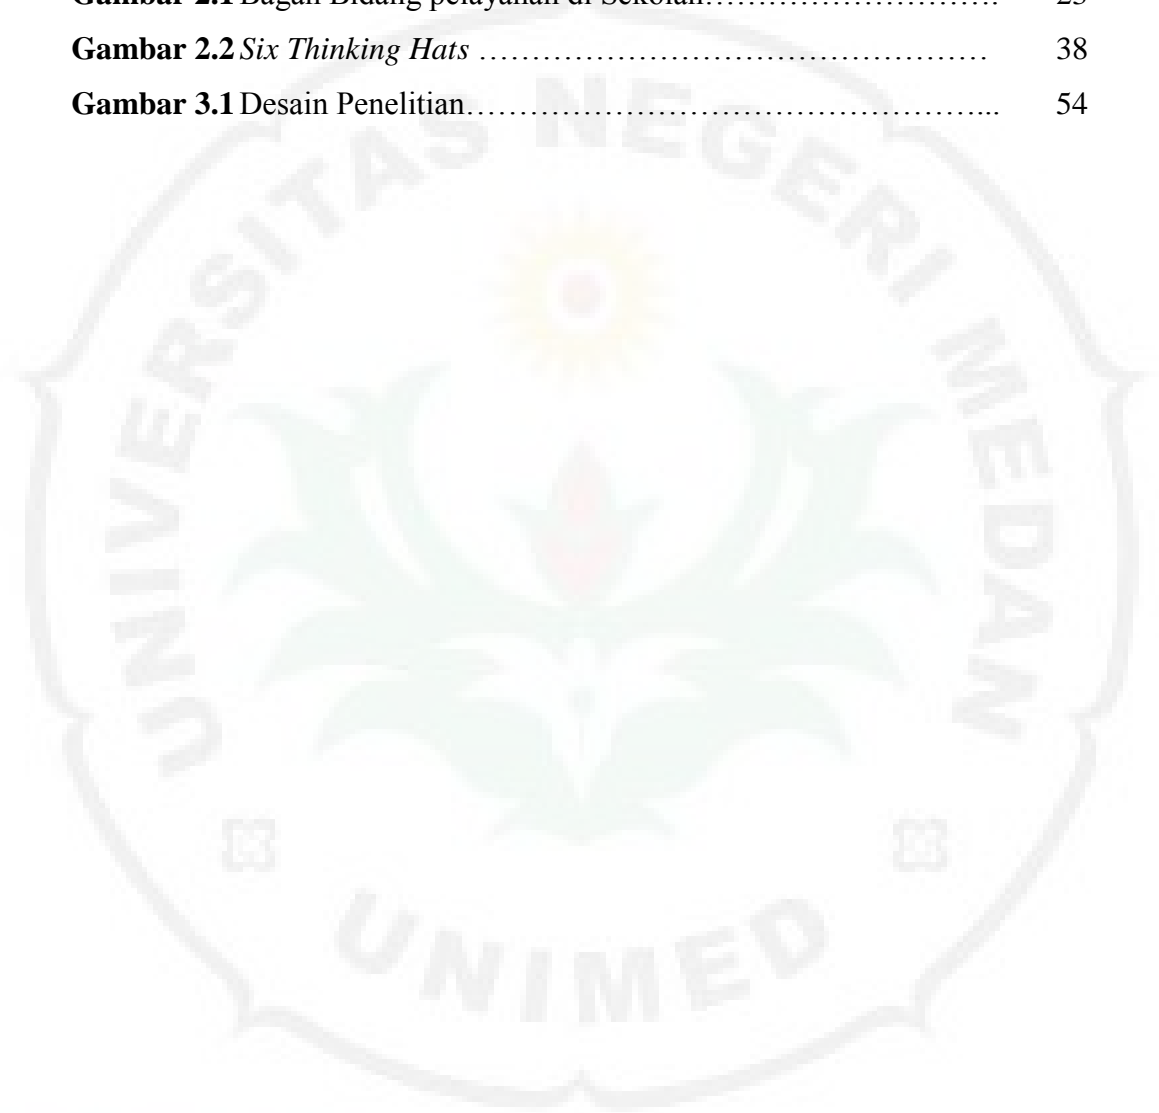 Gambar 2.1 Bagan Bidang pelayanan di Sekolah……………………….
Gambar 2.2 Six Thinking Hats ………………………………………… 38
Gambar 3.1 Desain Penelitian…………………………………………... 54
UNIVERSITAS NEGERI MEDAN
UNIMED